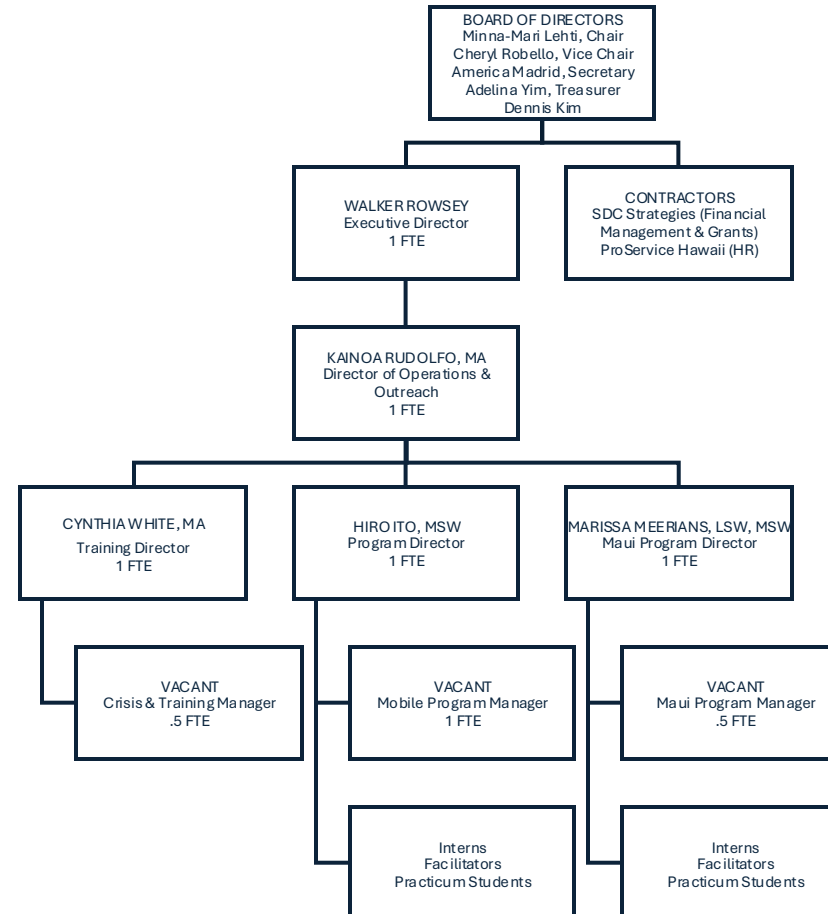 BOARD OF DIRECTORS
Minna-Mari Lehti, Chair
Cheryl Robello, Vice Chair
America Madrid, Secretary
Adelina Yim, Treasurer
Dennis Kim
WALKER ROWSEY
Executive Director
1 FTE
CONTRACTORS
SDC Strategies (Financial
Management & Grants)
ProService Hawaii (HR)
KAINOA RUDOLFO, MA
Director of Operations &
Outreach
1 FTE
CYNTHIA WHITE, MA
Training Director
1 FTE
HIRO ITO, MSW
Program Director
1 FTE
MARISSA MEERIANS, LSW, MSW
Maui Program Director
1 FTE
VACANT
Crisis & Training Manager
.5 FTE
VACANT
Mobile Program Manager
1 FTE
VACANT
Maui Program Manager
.5 FTE
Interns
Facilitators
Practicum Students
Interns
Facilitators
Practicum Students